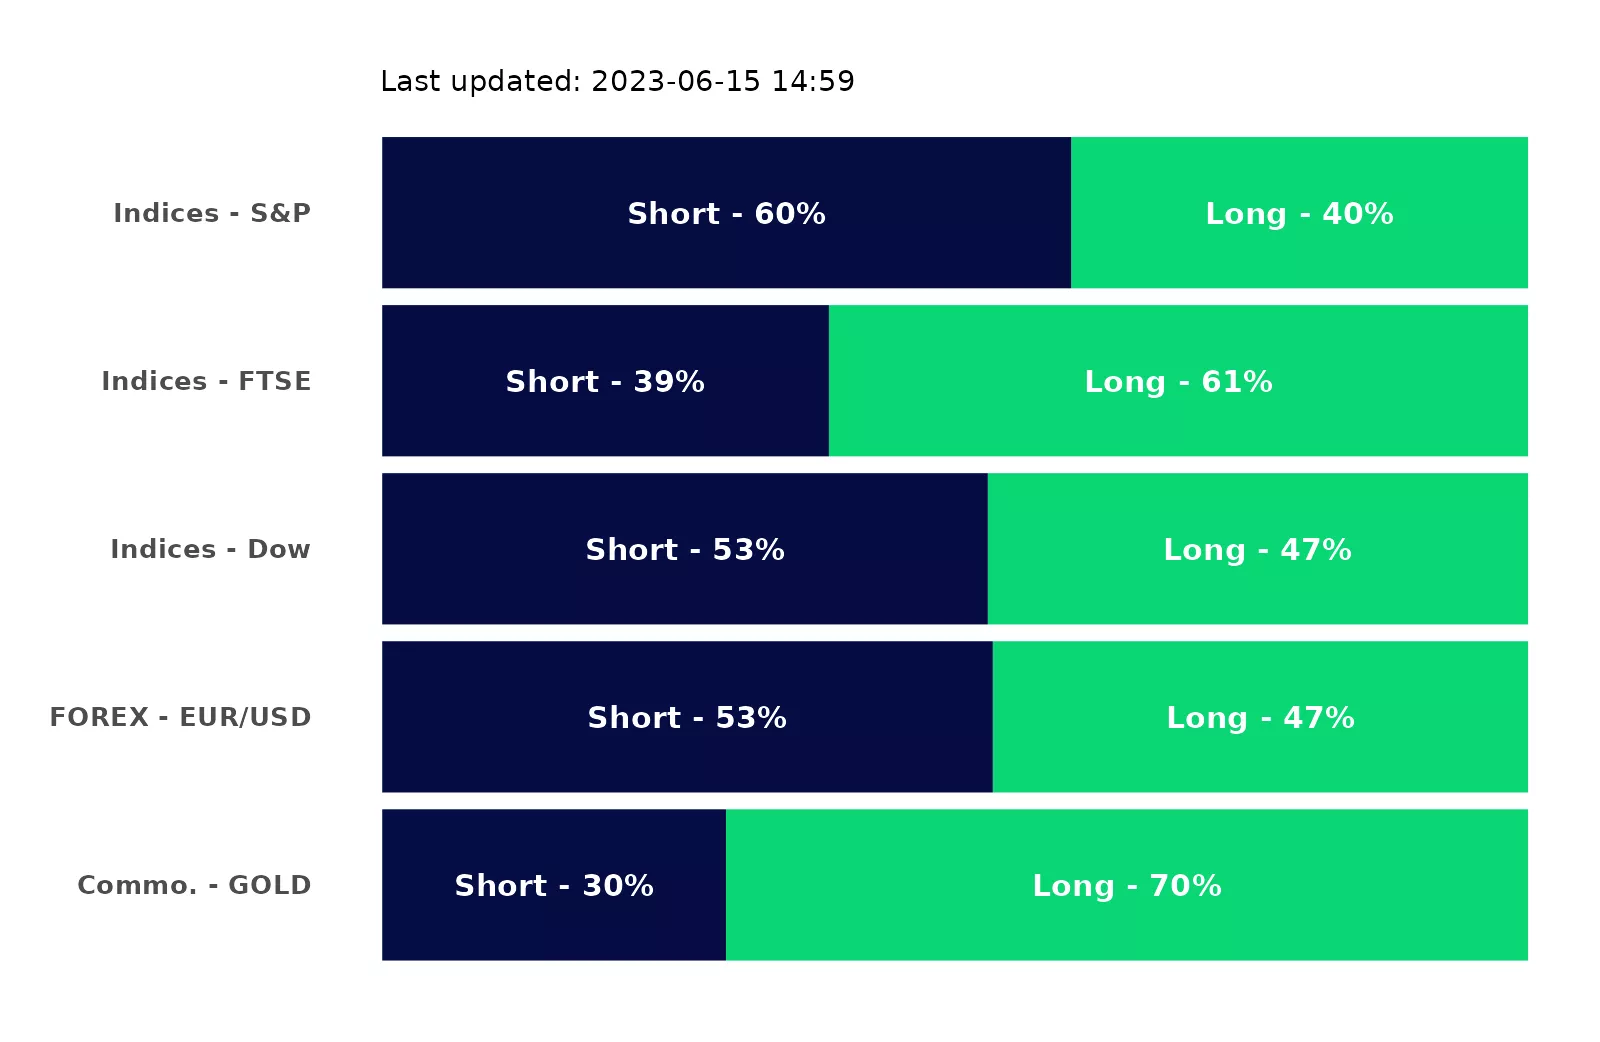 Last updated: 2023-06-15 14:59
Indices - S&P Short - 60% Long - 40%
Indices - FTSE Short - 39% Long - 61%
Indices - Dow Short - 53% Long - 47%
FOREX - EUR/USD Short - 53% Long - 47%
Commo. - GOLD Short - 30% Long - 70%